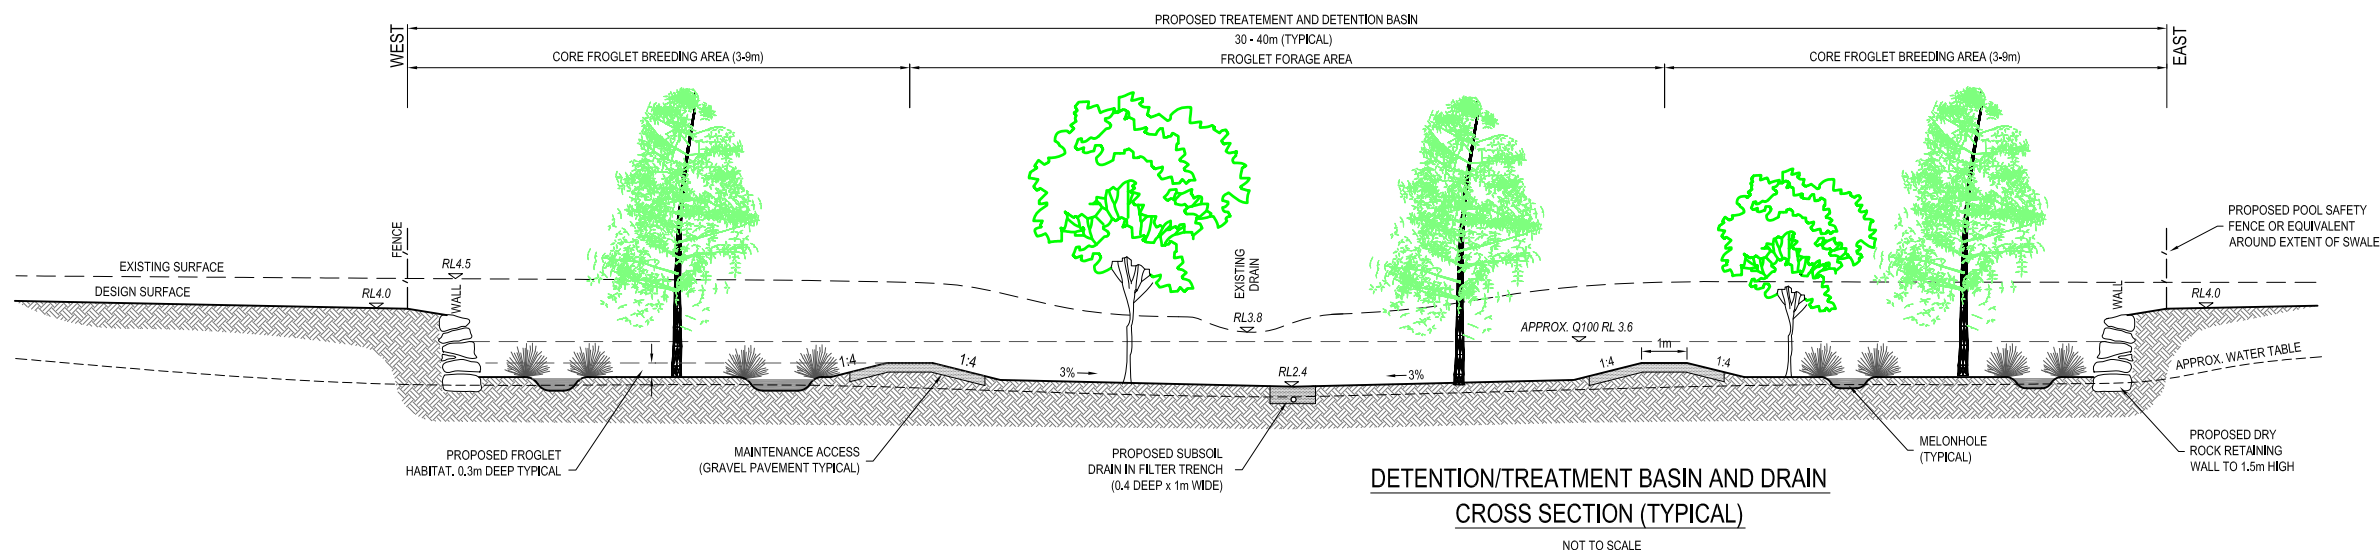 PROPOSED TREATEMENT AND DETENTION BASIN
30 - 40m (TYPICAL)
WEST
EAST
CORE FROGLET BREEDING AREA (3-9m)
FROGLET FORAGE AREA
CORE FROGLET BREEDING AREA (3-9m)
PROPOSED POOL SAFETY
FENCE OR EQUIVALENT
AROUND EXTENT OF SWALE
FENCE
EXISTING SURFACE
RL4.5
DESIGN SURFACE
RL4.0
WALL
EXISTING
DRAIN
RL3.8
APPROX. Q100 RL 3.6
WALL
RL4.0
1:4
1:4
3%
RL2.4
3%
1:4
1m
1:4
APPROX. WATER TABLE
PROPOSED FROGLET
HABITAT. 0.3m DEEP TYPICAL
MAINTENANCE ACCESS
(GRAVEL PAVEMENT TYPICAL)
PROPOSED SUBSOIL
DRAIN IN FILTER TRENCH
(0.4 DEEP x 1m WIDE)
MELONHOLE
(TYPICAL)
PROPOSED DRY
ROCK RETAINING
WALL TO 1.5m HIGH
DETENTION/TREATMENT BASIN AND DRAIN
CROSS SECTION (TYPICAL)
NOT TO SCALE